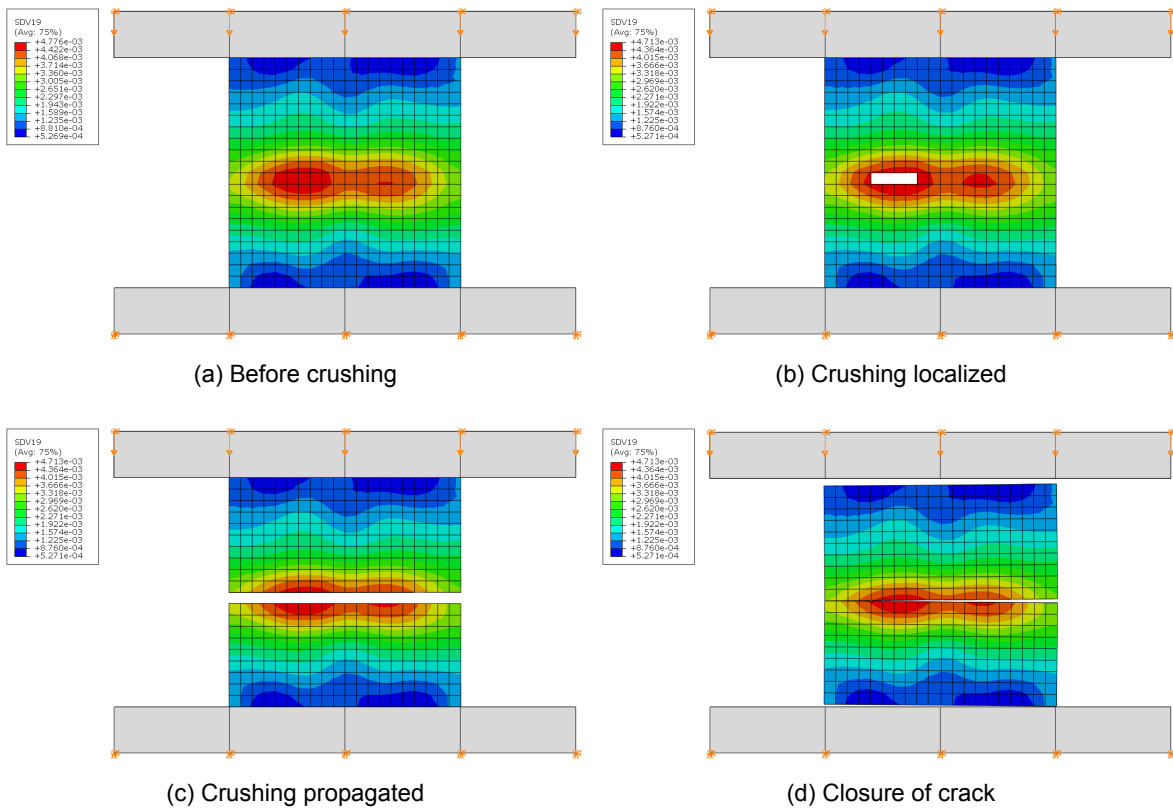 SDV19
(Avg: 75%)
+4.776e-03
+4.422e-03
+4.068e-03
+3.714e-03
+3.360e-03
+3.005e-03
+2.651e-03
+2.297e-03
+1.943e-03
+1.589e-03
+1.235e-03
+8.810e-04
+5.269e-04
(a) Before crushing
SDV19
(Avg: 75%)
+4.713e-03
+4.364e-03
+4.015e-03
+3.666e-03
+3.318e-03
+2.969e-03
+2.620e-03
+2.271e-03
+1.922e-03
+1.574e-03
+1.225e-03
+8.760e-04
+5.271e-04
(b) Crushing localized
SDV19
(Avg: 75%)
+4.713e-03
+4.364e-03
+4.015e-03
+3.666e-03
+3.318e-03
+2.969e-03
+2.620e-03
+2.271e-03
+1.922e-03
+1.574e-03
+1.225e-03
+8.760e-04
+5.271e-04
(c) Crushing propagated
SDV19
(Avg: 75%)
+4.713e-03
+4.364e-03
+4.015e-03
+3.666e-03
+3.318e-03
+2.969e-03
+2.620e-03
+2.271e-03
+1.922e-03
+1.574e-03
+1.225e-03
+8.760e-04
+5.271e-04
(d) Closure of crack